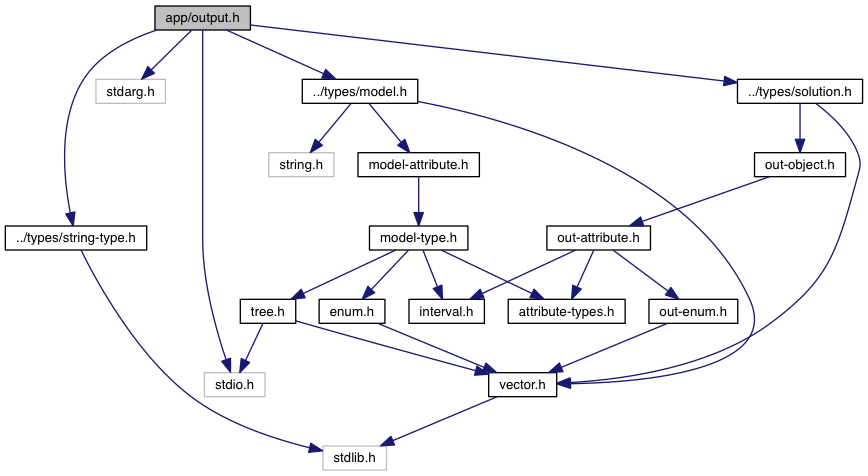 app/output.h
stdarg.h
../types/model.h
../types/solution.h
string.h
model-attribute.h
out-object.h
../types/string-type.h
model-type.h
out-attribute.h
tree.h
enum.h
interval.h
attribute-types.h
out-enum.h
stdio.h
vector.h
stdlib.h